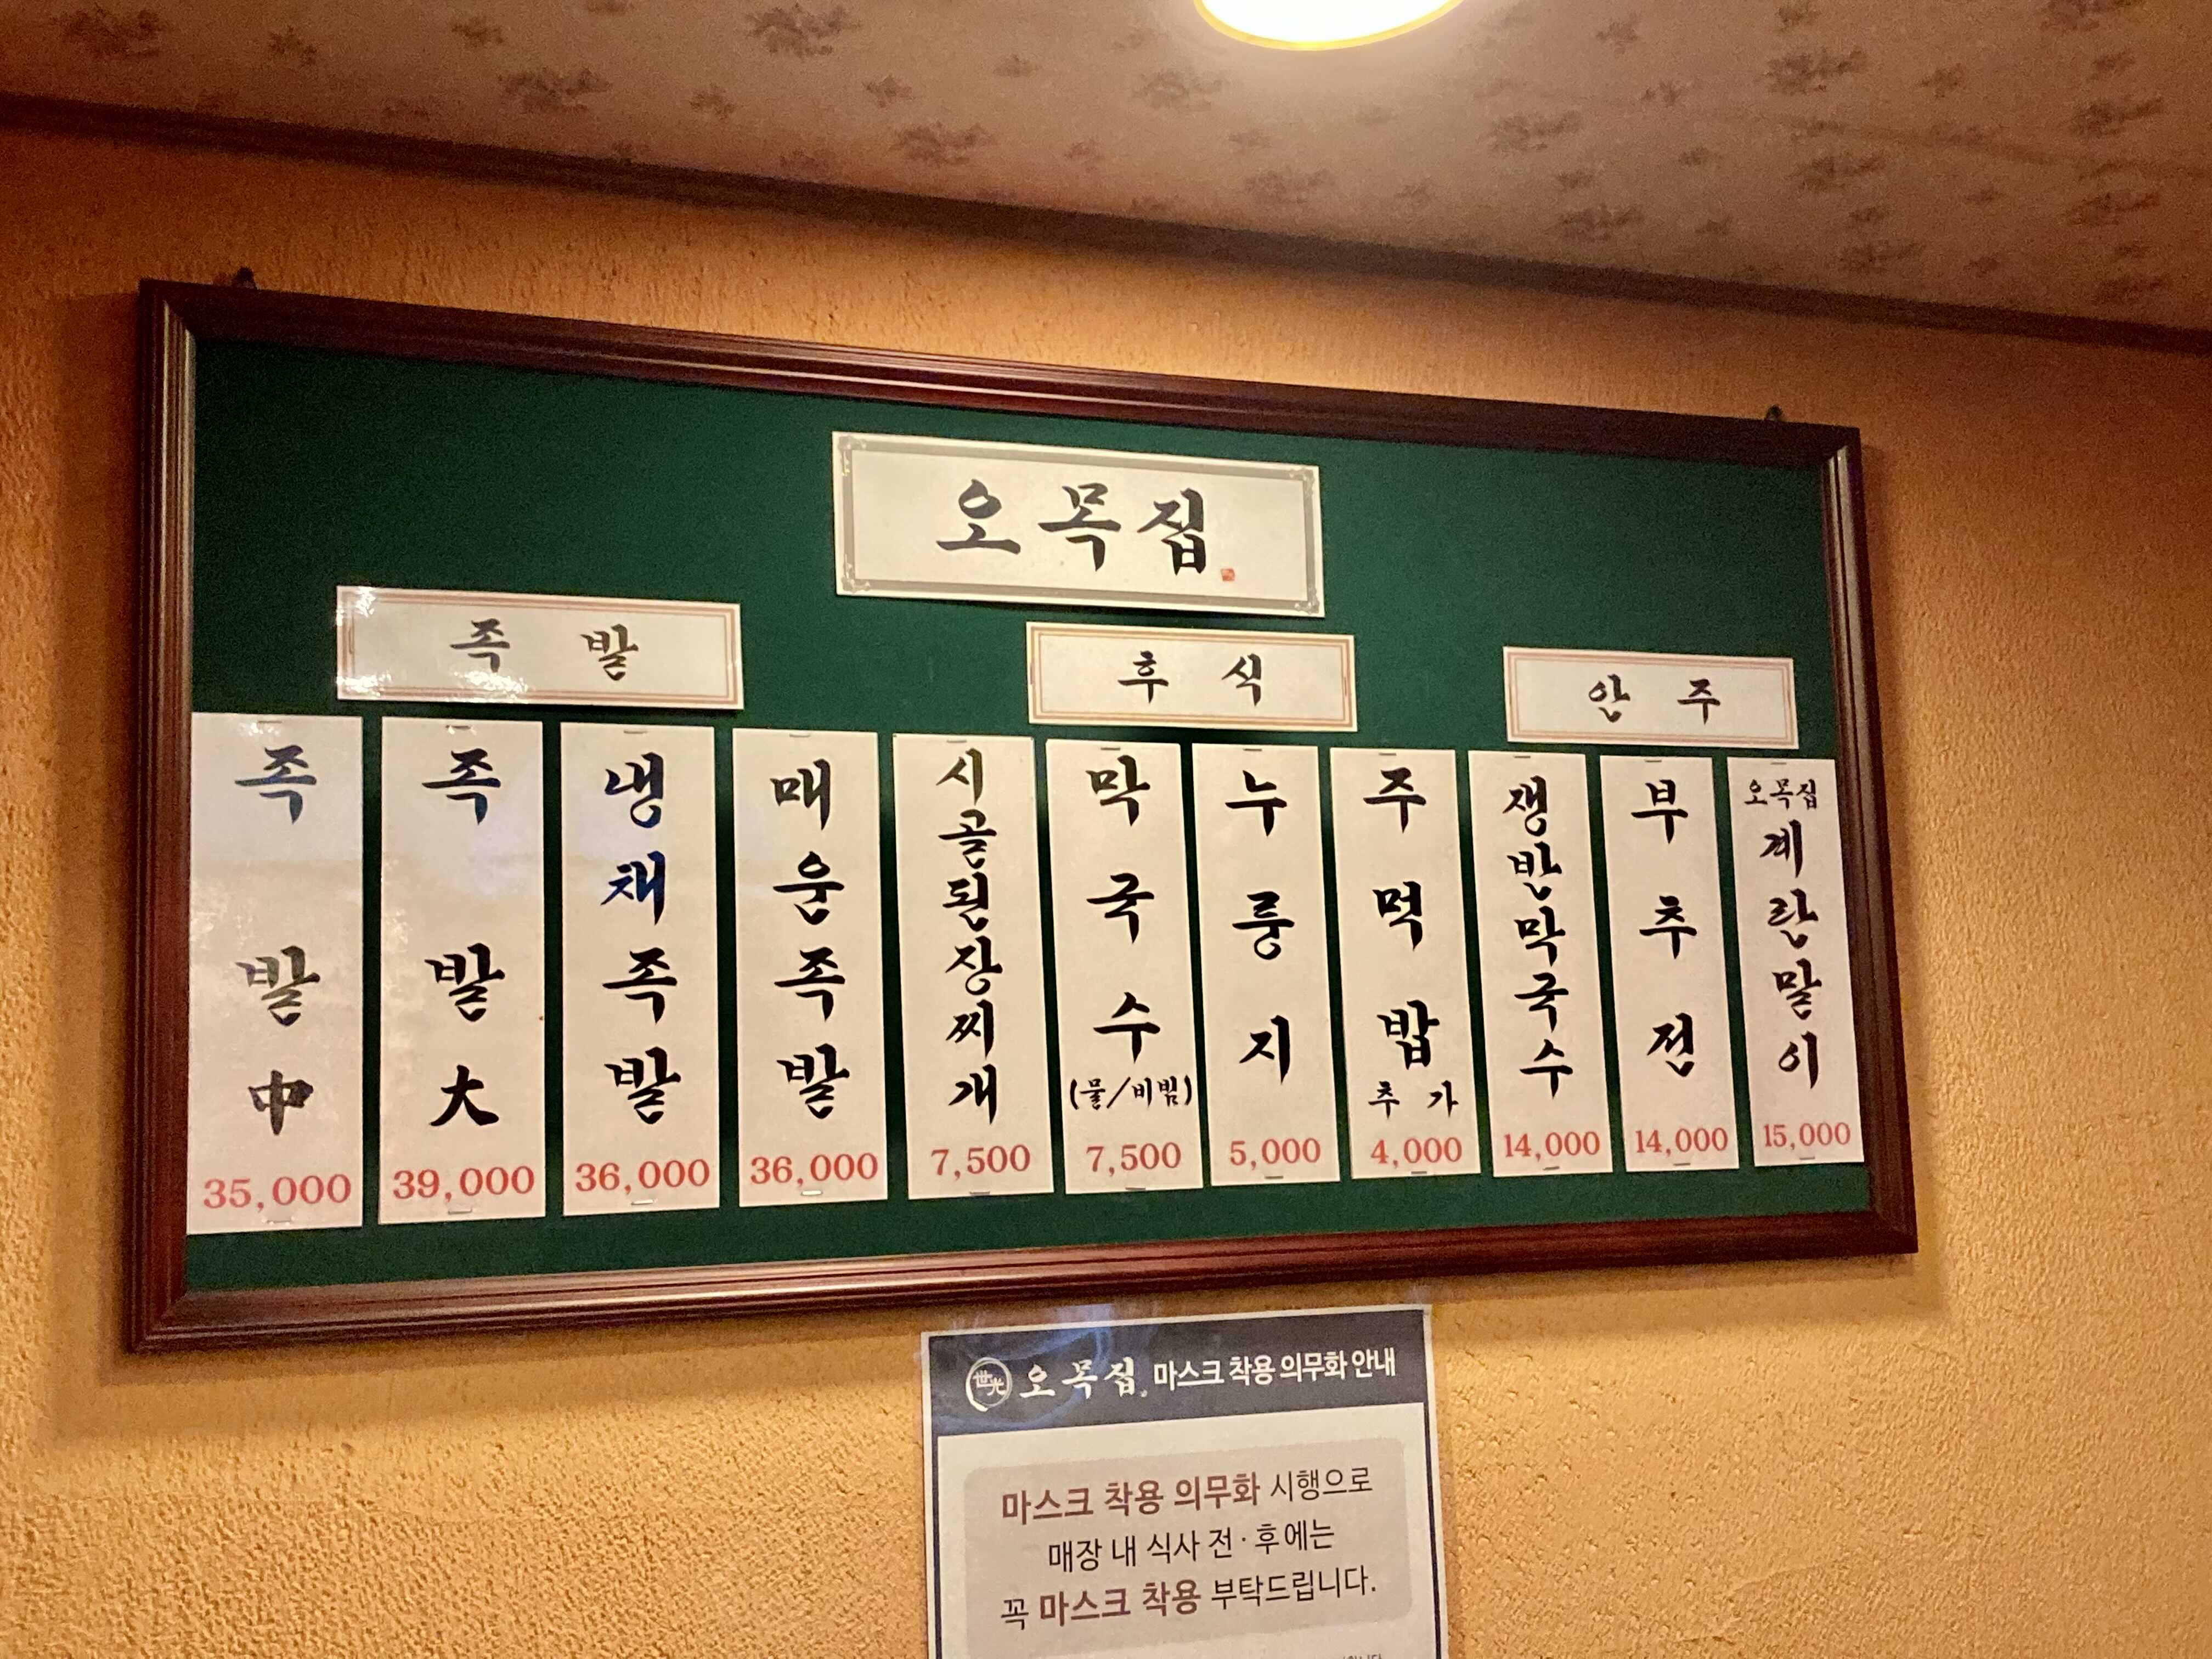 오목집
족 발
후 식
안 주
족발 中
35,000
족발 大
39,000
냉채족발
36,000
매운족발
36,000
시골된장찌개
7,500
막국수
(물/비빔)
7,500
누룽지
5,000
주먹밥
추 가
4,000
쟁반막국수
14,000
부추전
14,000
오목집
계란말이
15,000
世光 오목집 마스크 착용 의무화 안내
마스크 착용 의무화 시행으로
매장 내 식사 전·후에는
꼭 마스크 착용 부탁드립니다.